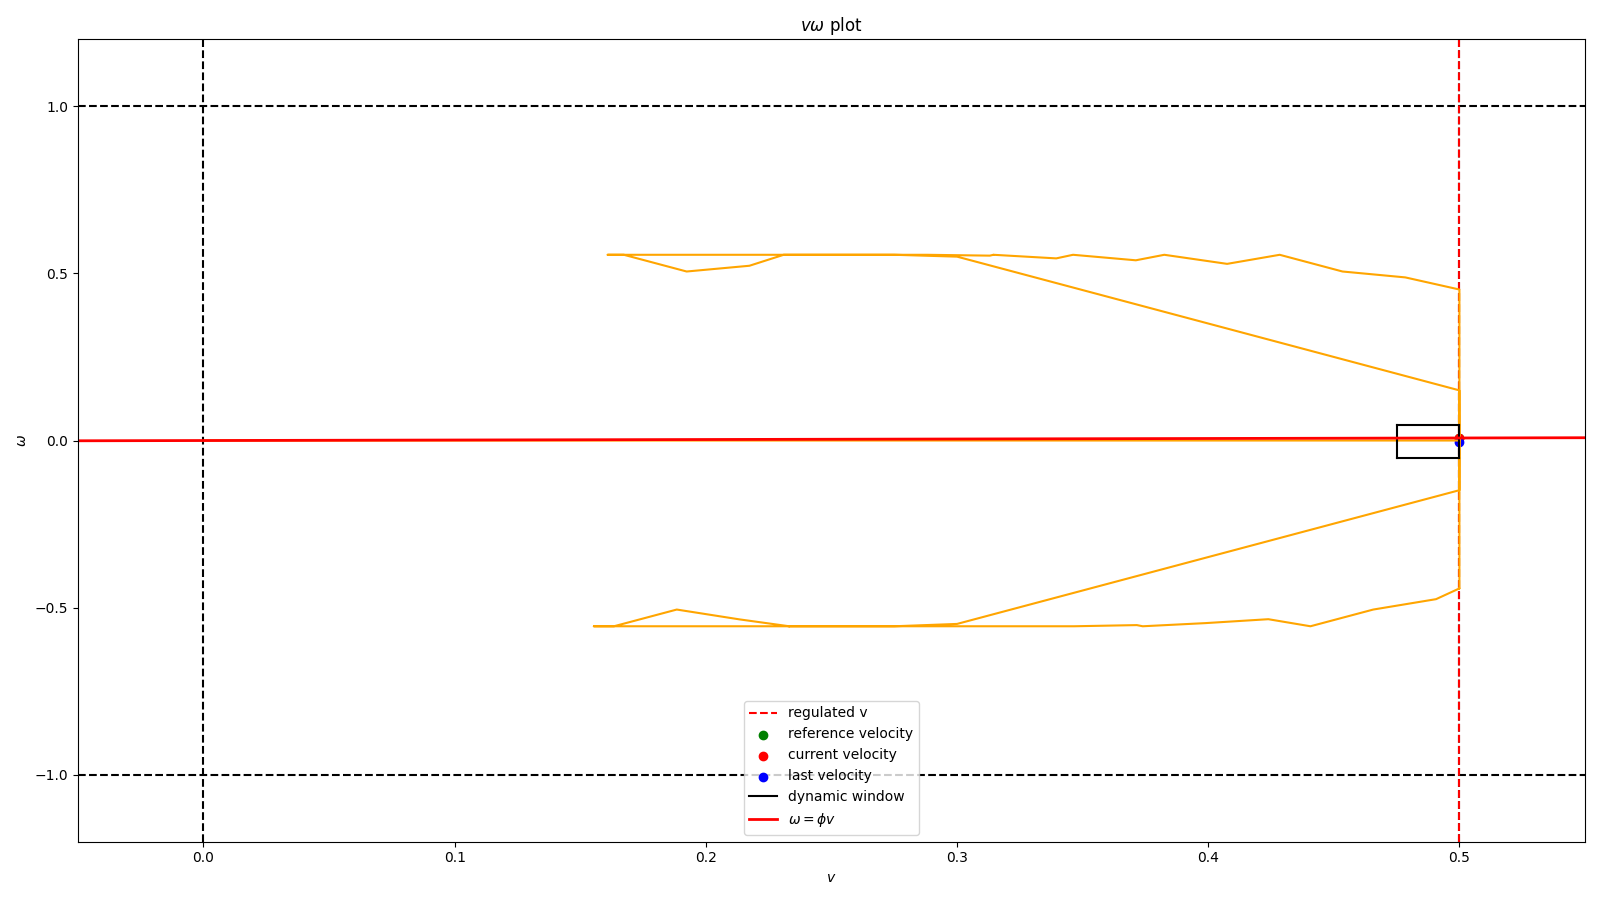 vω plot
1.0
0.5
0.0
−0.5
−1.0
ω
regulated v
reference velocity
current velocity
last velocity
dynamic window
ω = ϕv
0.0 0.1 0.2 0.3 0.4 0.5
v